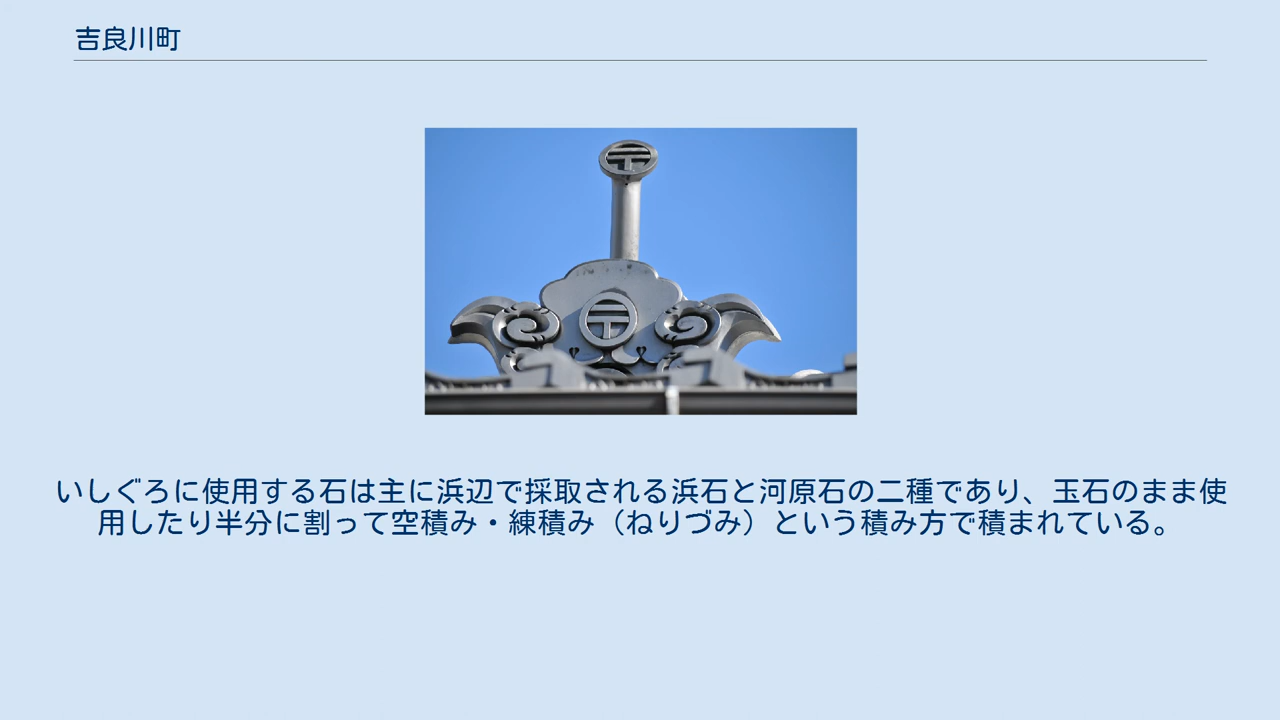 吉良川町
〒
〒
いしぐろに使用する石は主に浜辺で採取される浜石と河原石の二種であり、玉石のまま使
用したり半分に割って空積み・練積み（ねりづみ）という積み方で積まれている。